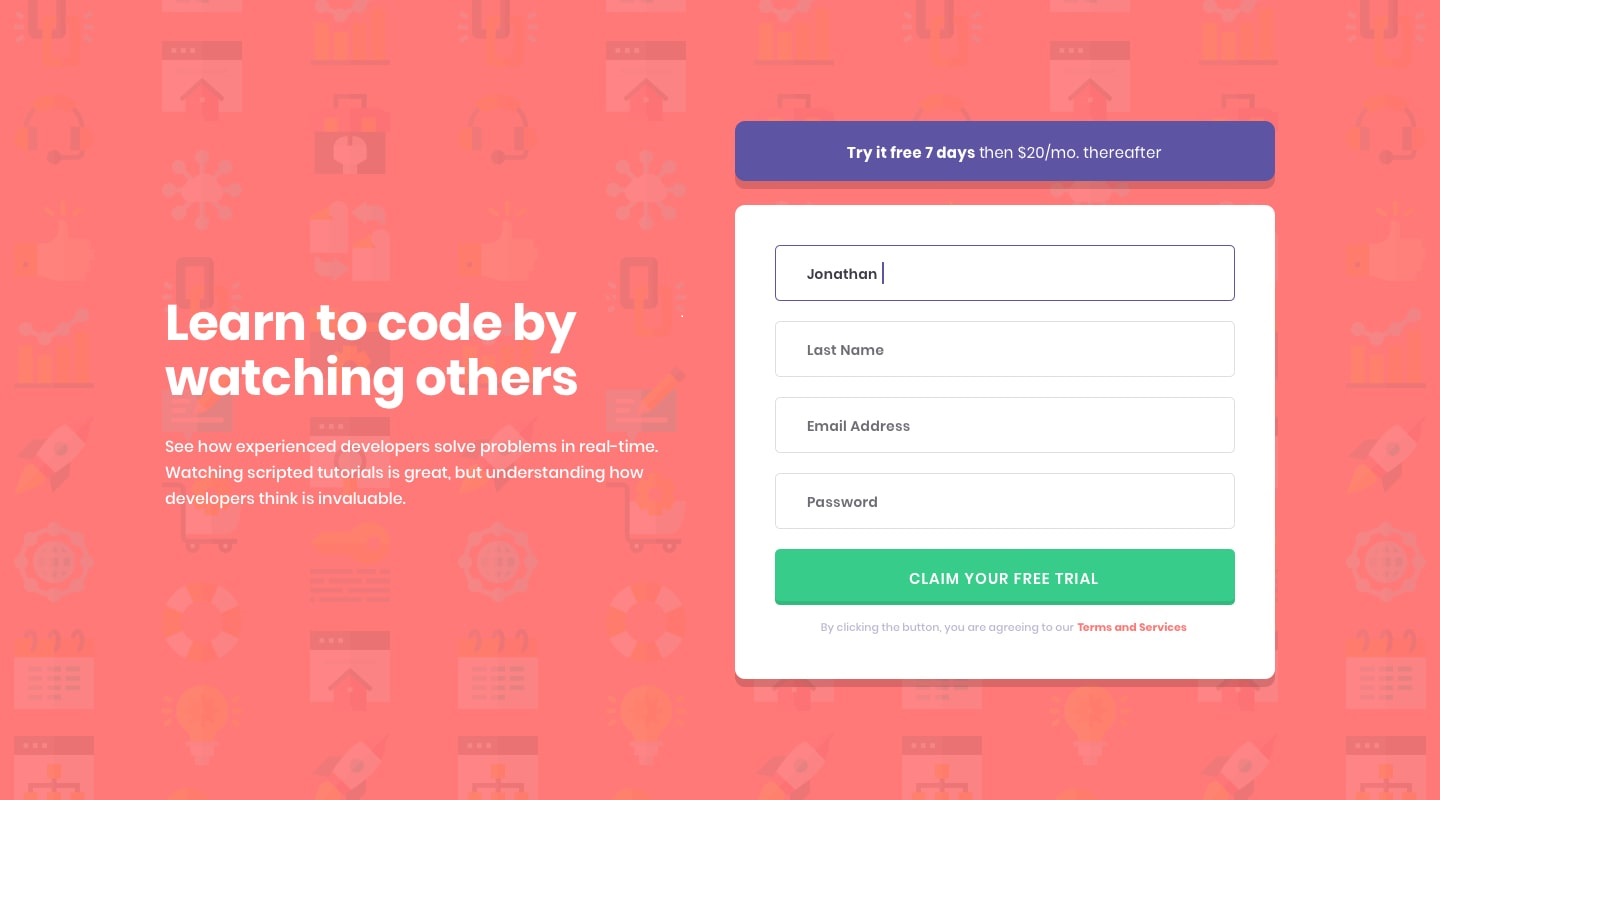 Learn to code by
watching others
See how experienced developers solve problems in real-time.
Watching scripted tutorials is great, but understanding how
developers think is invaluable.
Try it free 7 days then $20/mo. thereafter
Jonathan
Last Name
Email Address
Password
CLAIM YOUR FREE TRIAL
By clicking the button, you are agreeing to our Terms and Services